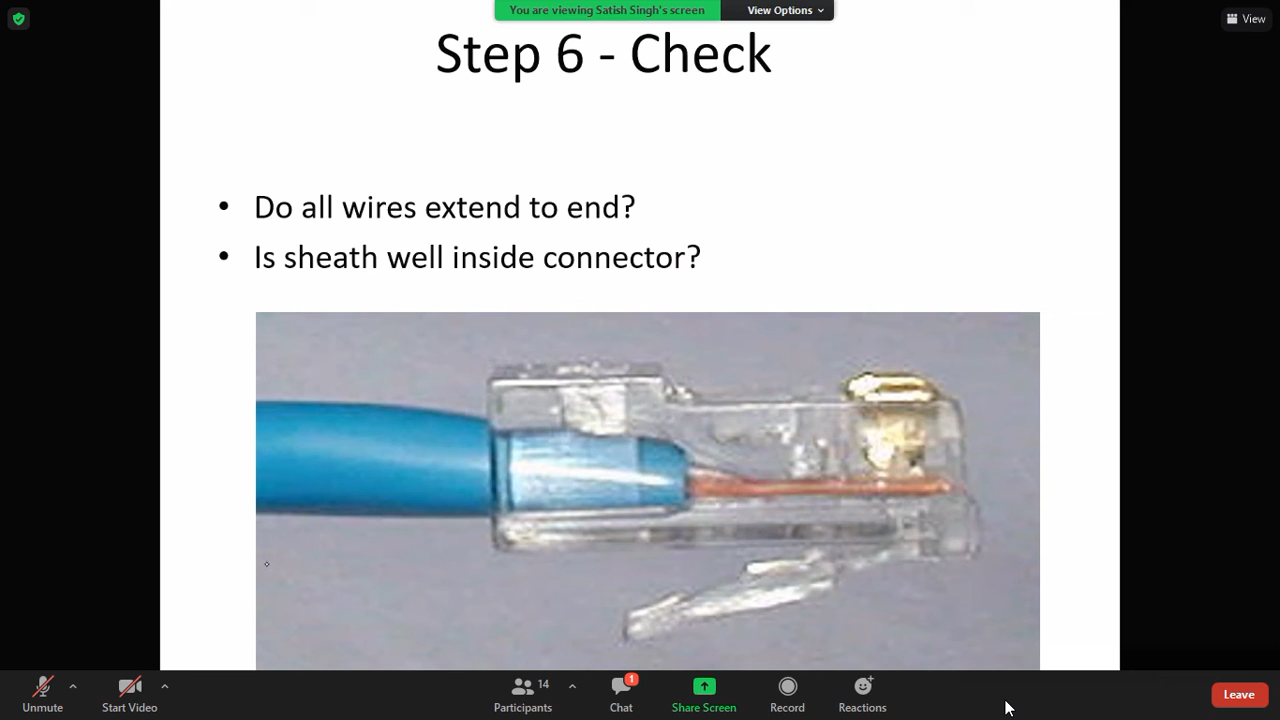 You are viewing Satish Singh's screen
View Options
View
Step 6 - Check
• Do all wires extend to end?
• Is sheath well inside connector?
Unmute
Start Video
14
Participants
1
Chat
Share Screen
Record
Reactions
Leave